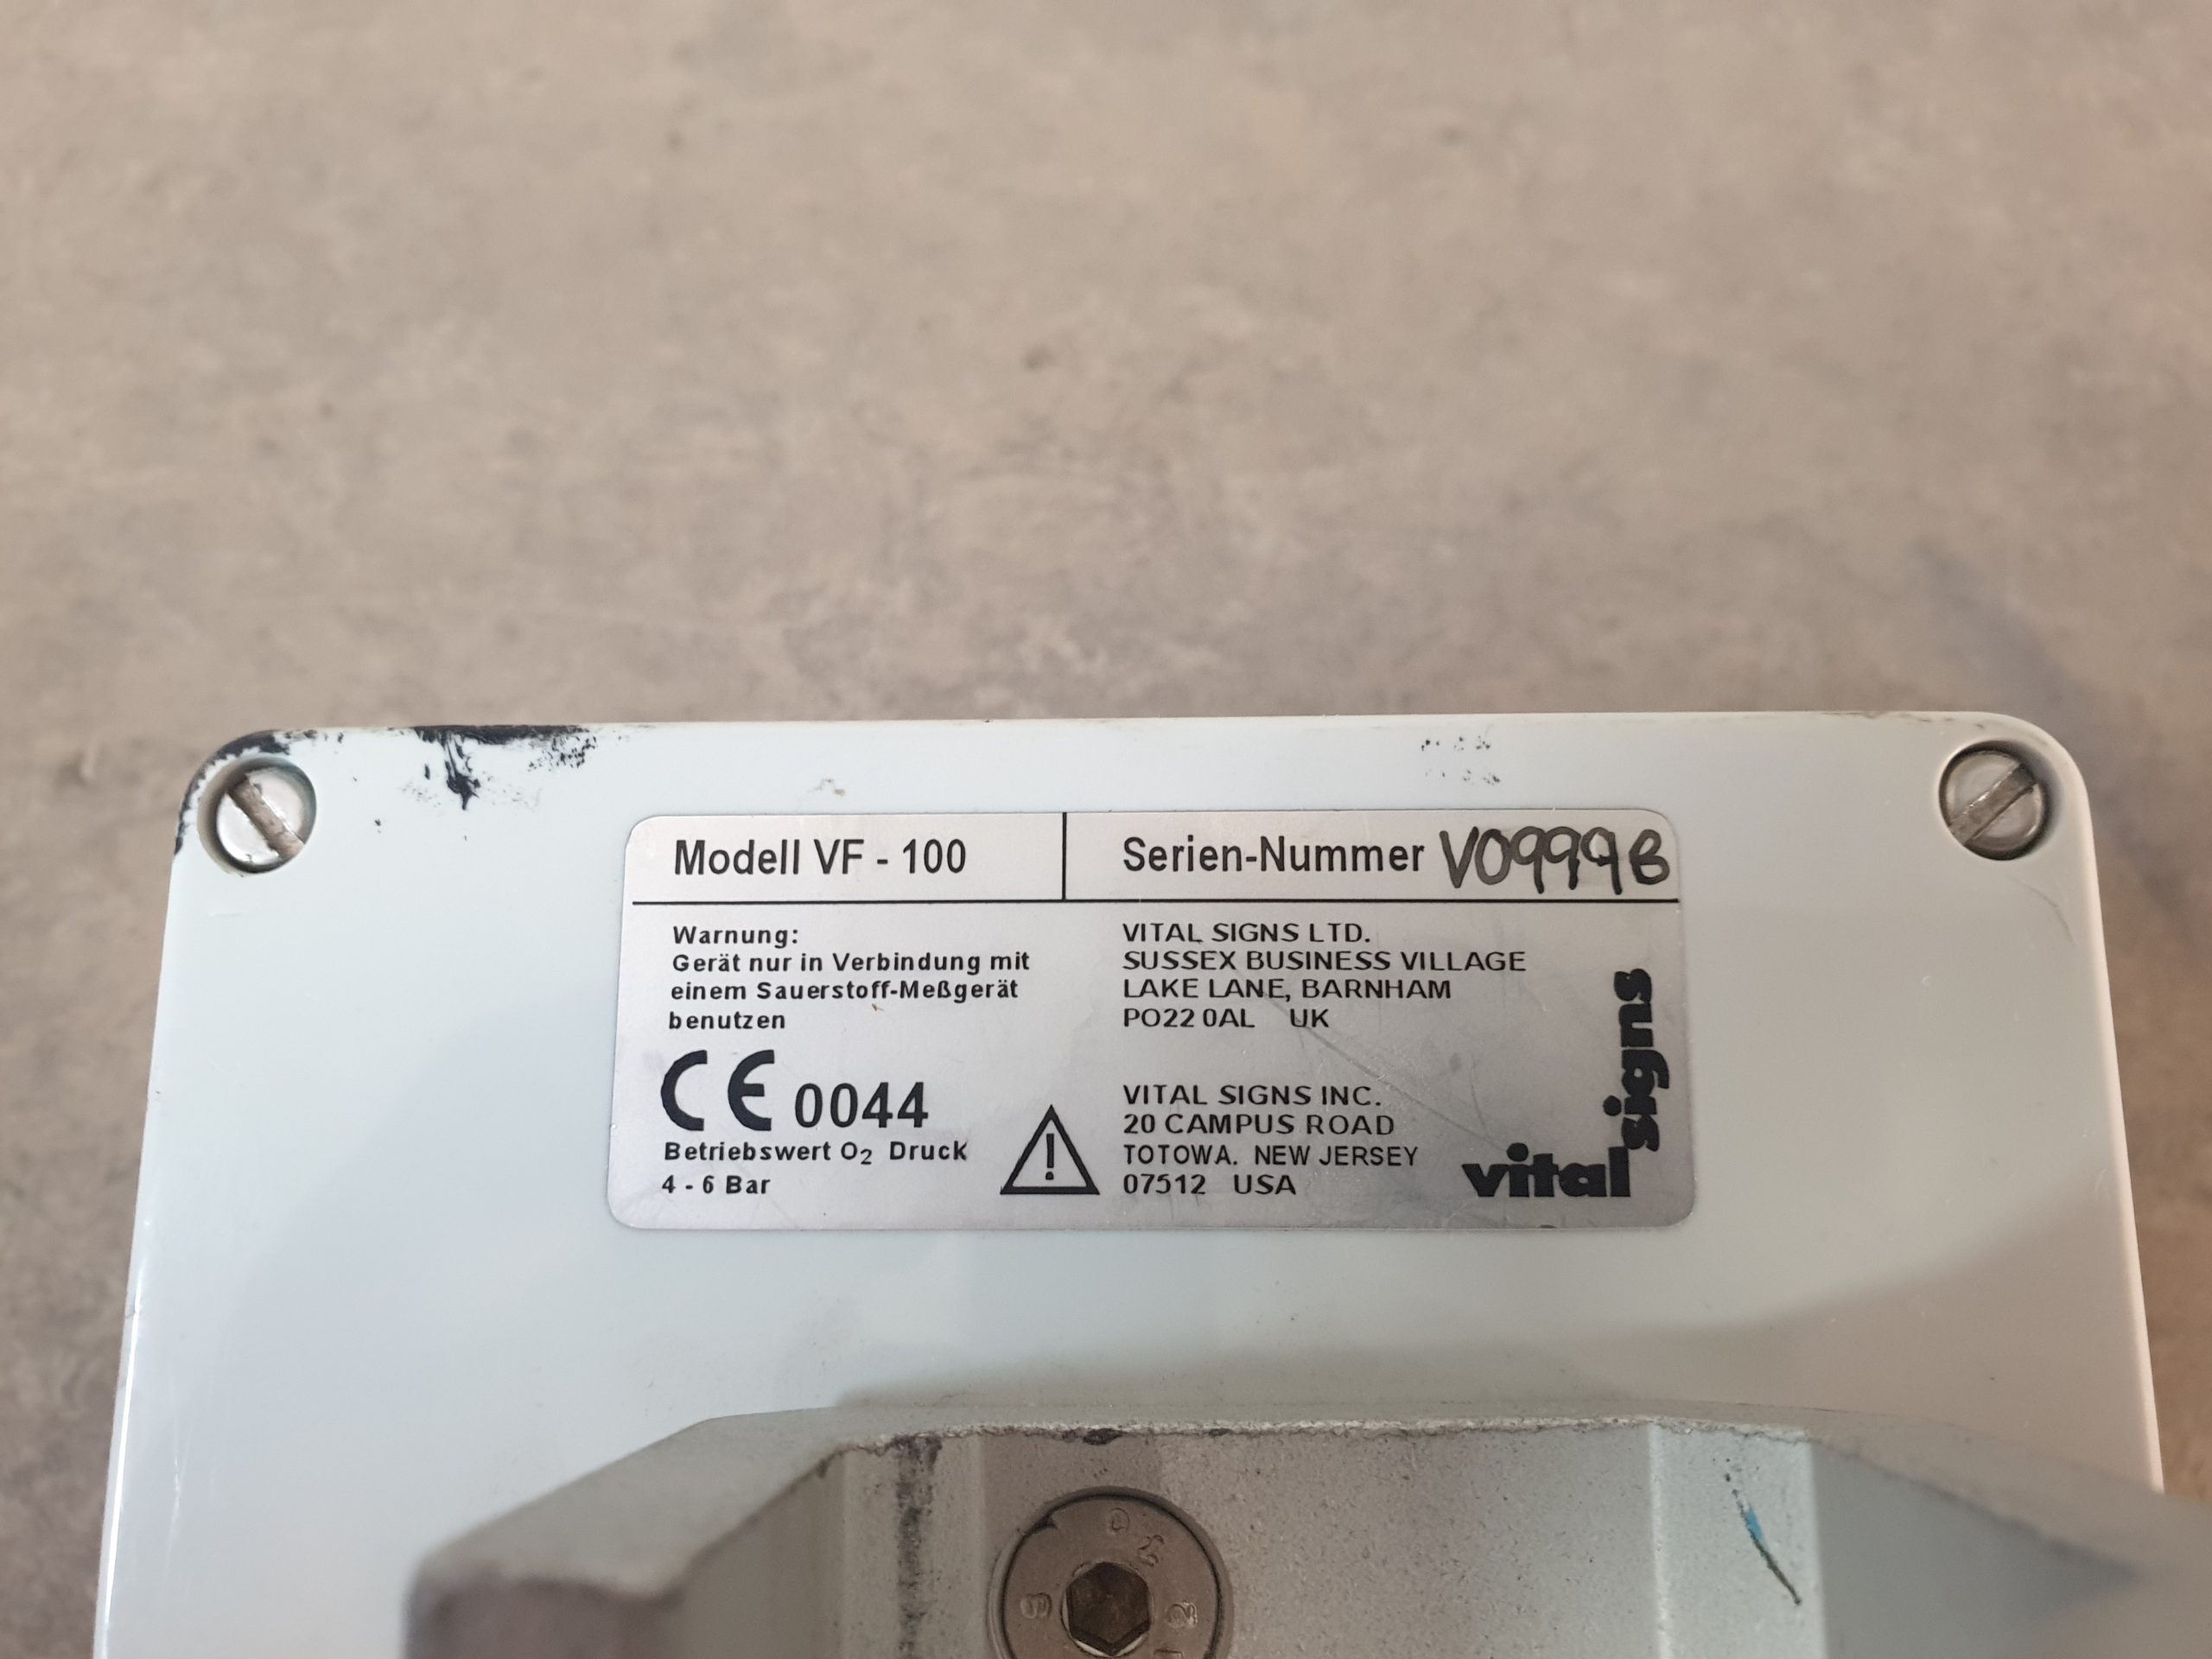 Modell VF - 100
Serien-Nummer V09998
Warnung:
Gerät nur in Verbindung mit
einem Sauerstoff-Meßgerät
benutzen
CE 0044
Betriebswert O₂ Druck
4 - 6 Bar
VITAL SIGNS LTD.
SUSSEX BUSINESS VILLAGE
LAKE LANE, BARNHAM
PO22 0AL UK
VITAL SIGNS INC.
20 CAMPUS ROAD
TOTOWA. NEW JERSEY
07512 USA
vital signs